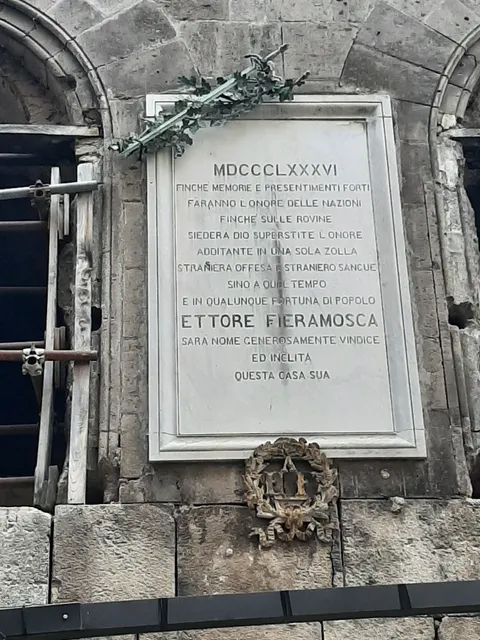 MDCCCLXXXVI
FINCHÈ MEMORIE E PRESENTIMENTI FORTI
FARANNO L'ONORE DELLE NAZIONI
FINCHÈ SULLE ROVINE
SIEDERÀ DIO SUPERSTITE L'ONORE
ADDITANTE IN UNA SOLA ZOLLA
STRANIERA OFFESA E STRANIERO SANGUE
SINO A QUEL TEMPO
E IN QUALUNQUE FORTUNA DI POPOLO
ETTORE FIERAMOSCA
SARÀ NOME GENEROSAMENTE VINDICE
ED INCLITA
QUESTA CASA SUA